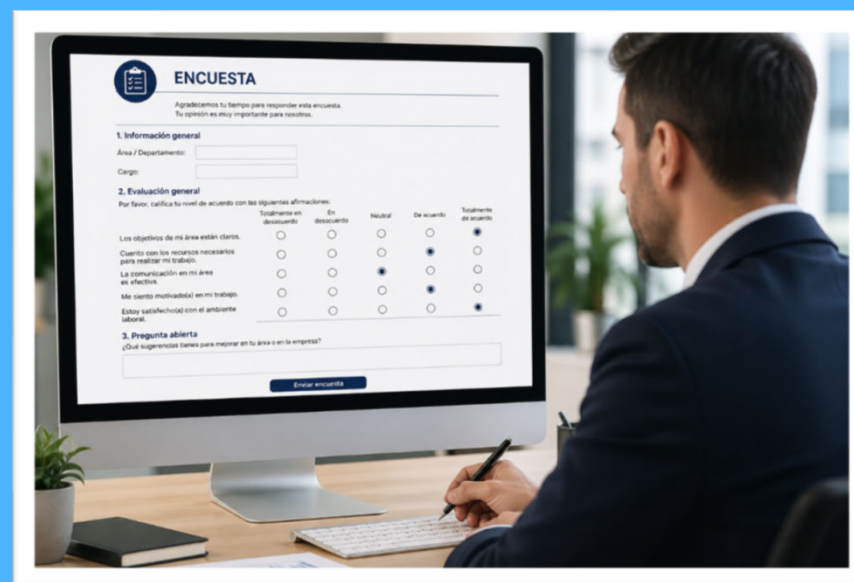 ENCUESTA
Agradecemos tu tiempo para responder esta encuesta.
Tu opinión es muy importante para nosotros.
1. Información general
Área / Departamento:
Cargo:
2. Evaluación general
Por favor, califica tu nivel de acuerdo con las siguientes afirmaciones:
Totalmente en desacuerdo
En desacuerdo
Neutral
De acuerdo
Totalmente de acuerdo
Los objetivos de mi área están claros.
Cuento con los recursos necesarios
para realizar mi trabajo.
La comunicación en mi área
es efectiva.
Me siento motivado(a) en mi trabajo.
Estoy satisfecho(a) con el ambiente
laboral.
3. Pregunta abierta
¿Qué sugerencias tienes para mejorar en tu área o en la empresa?
Enviar encuesta